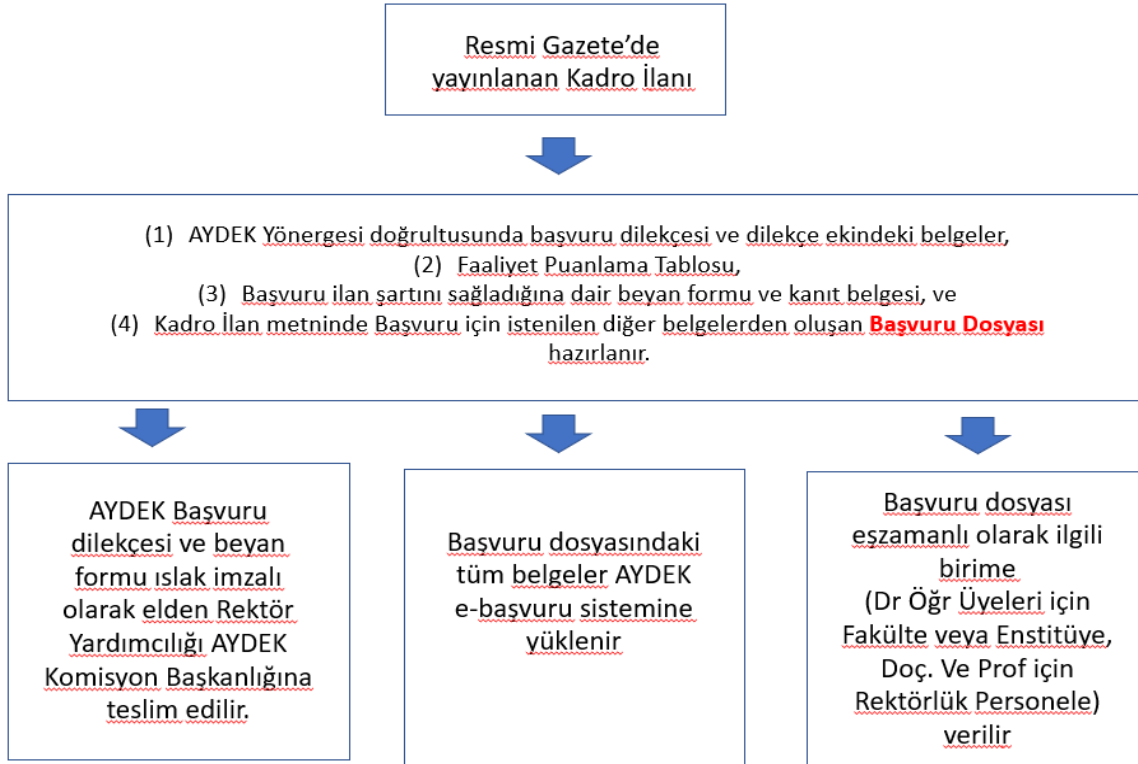 Resmi Gazete’de
yayınlanan Kadro İlanı
(1) AYDEK Yönergesi doğrultusunda başvuru dilekçesi ve dilekçe ekindeki belgeler,
(2) Faaliyet Puanlama Tablosu,
(3) Başvuru ilan şartını sağladığına dair beyan formu ve kanıt belgesi, ve
(4) Kadro İlan metninde Başvuru için istenilen diğer belgelerden oluşan Başvuru Dosyası
hazırlanır.
AYDEK Başvuru
dilekçesi ve beyan
formu ıslak imzalı
olarak elden Rektör
Yardımcılığı AYDEK
Komisyon Başkanlığına
teslim edilir.
Başvuru dosyasındaki
tüm belgeler AYDEK
e-başvuru sistemine
yüklenir
Başvuru dosyası
eşzamanlı olarak ilgili
birime
(Dr Öğr Üyeleri için
Fakülte veya Enstitüye,
Doç. Ve Prof için
Rektörlük Personele)
verilir